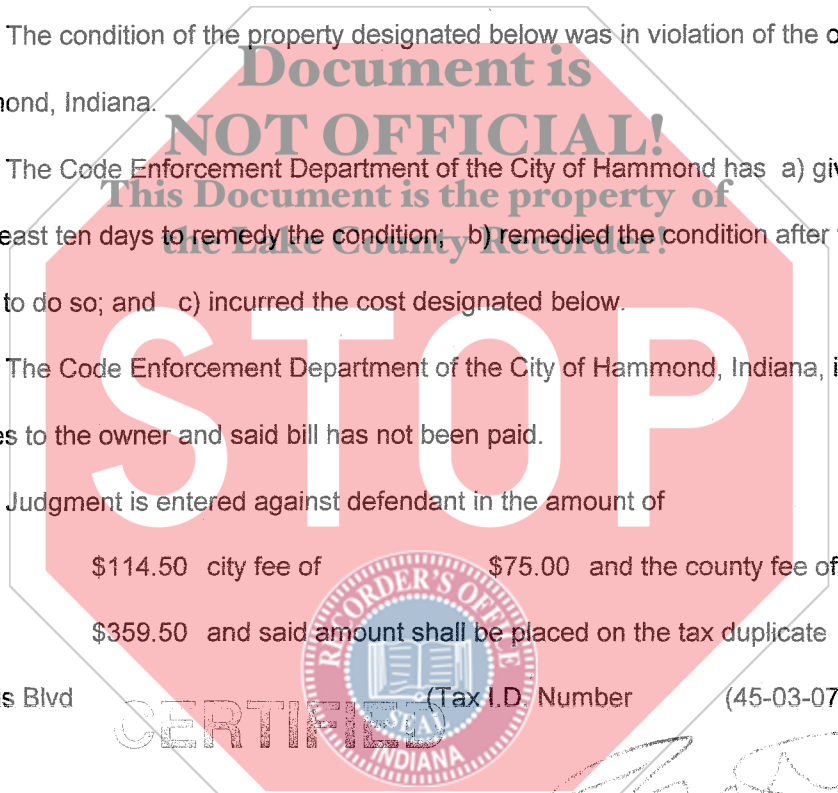 The condition of the property designated below was in violation of the o
Document is
nond, Indiana.
NOT OFFICIAL!
The Code Enforcement Department of the City of Hammond has a) giv
This Document is the property of
east ten days to remedy the condition; b) remedied the condition after
the Lake County Recorder!
to do so; and c) incurred the cost designated below.
STOP
The Code Enforcement Department of the City of Hammond, Indiana, i
es to the owner and said bill has not been paid.
Judgment is entered against defendant in the amount of
$114.50 city fee of $75.00 and the county fee of
RECORDER'S OFFICE
$359.50 and said amount shall be placed on the tax duplicate
s Blvd (Tax I.D. Number (45-03-07
CERTIFIED
SEAL
INDIANA